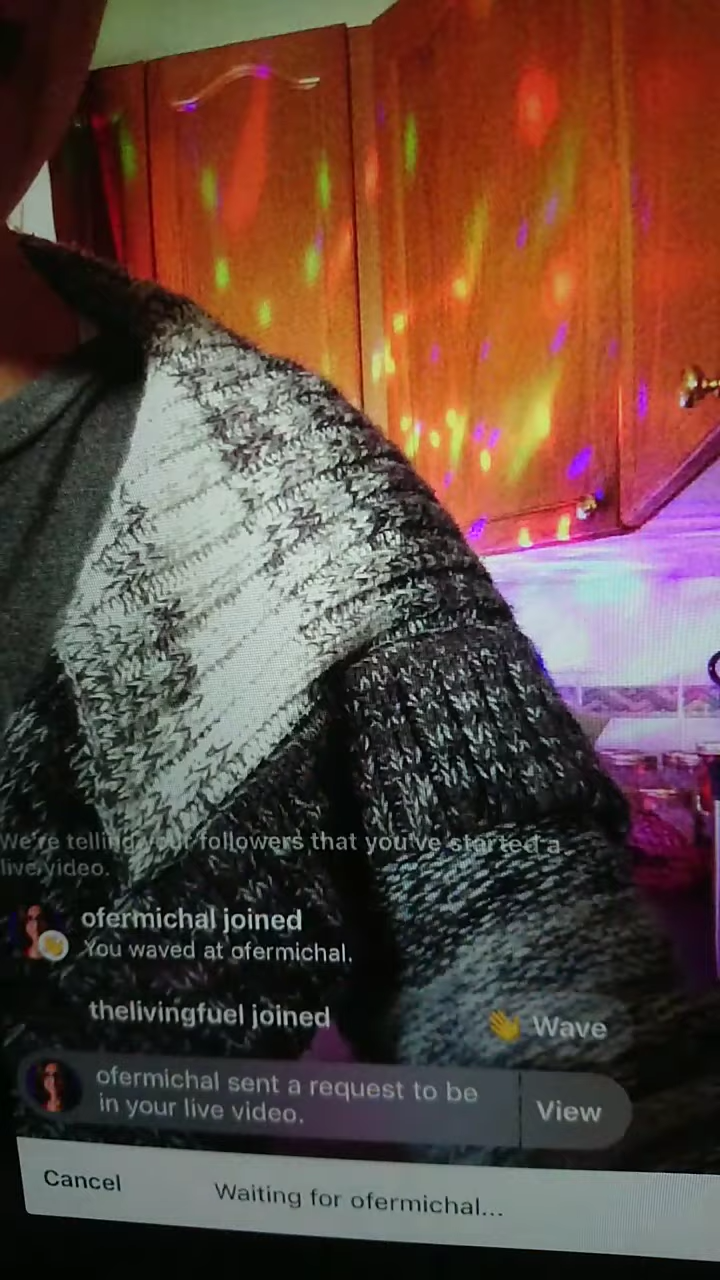 We're telling your followers that you've started a
live video.
ofermichal joined
You waved at ofermichal.
thelivingfuel joined
Wave
ofermichal sent a request to be
in your live video.
View
Cancel
Waiting for ofermichal...